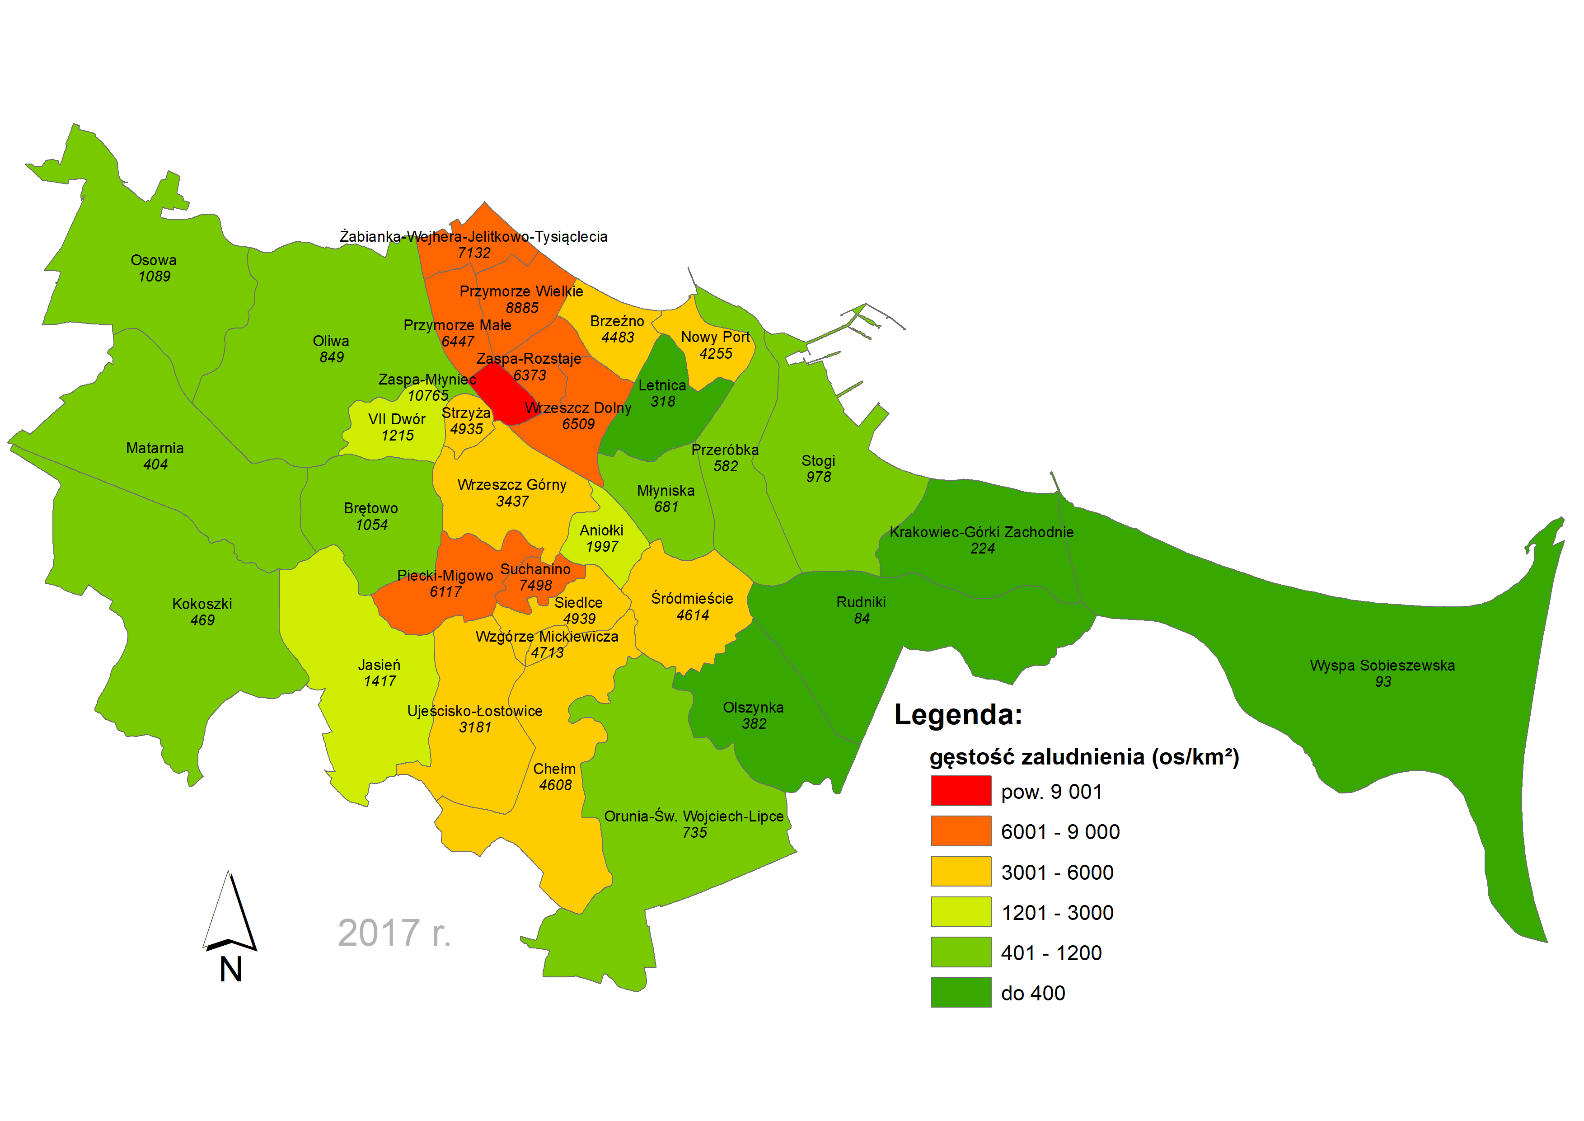 Żabianka-Wejhera-Jelitkowo-Tysiąclecia
7132
Osowa
1089
Przymorze Wielkie
8885
Przymorze Małe
6447
Brzeźno
4483
Nowy Port
4255
Oliwa
849
Zaspa-Rozstaje
6373
Zaspa-Młyniec
10765
Letnica
318
Wrzeszcz Dolny
6509
VII Dwór
1215
Strzyża
4935
Matarnia
404
Przeróbka
582
Stogi
978
Wrzeszcz Górny
3437
Młyniska
681
Brętowo
1054
Aniołki
1997
Krakowiec-Górki Zachodnie
224
Piecki-Migowo
6117
Suchanino
7498
Kokoszki
469
Siedlce
4939
Śródmieście
4614
Rudniki
84
Wzgórze Mickiewicza
4713
Jasień
1417
Wyspa Sobieszewska
93
Ujeścisko-Łostowice
3181
Olszynka
382
Chełm
4608
Orunia-Św. Wojciech-Lipce
735
Legenda:
gęstość zaludnienia (os/km²)
pow. 9 001
6001 - 9 000
3001 - 6000
1201 - 3000
401 - 1200
do 400
2017 r.
N